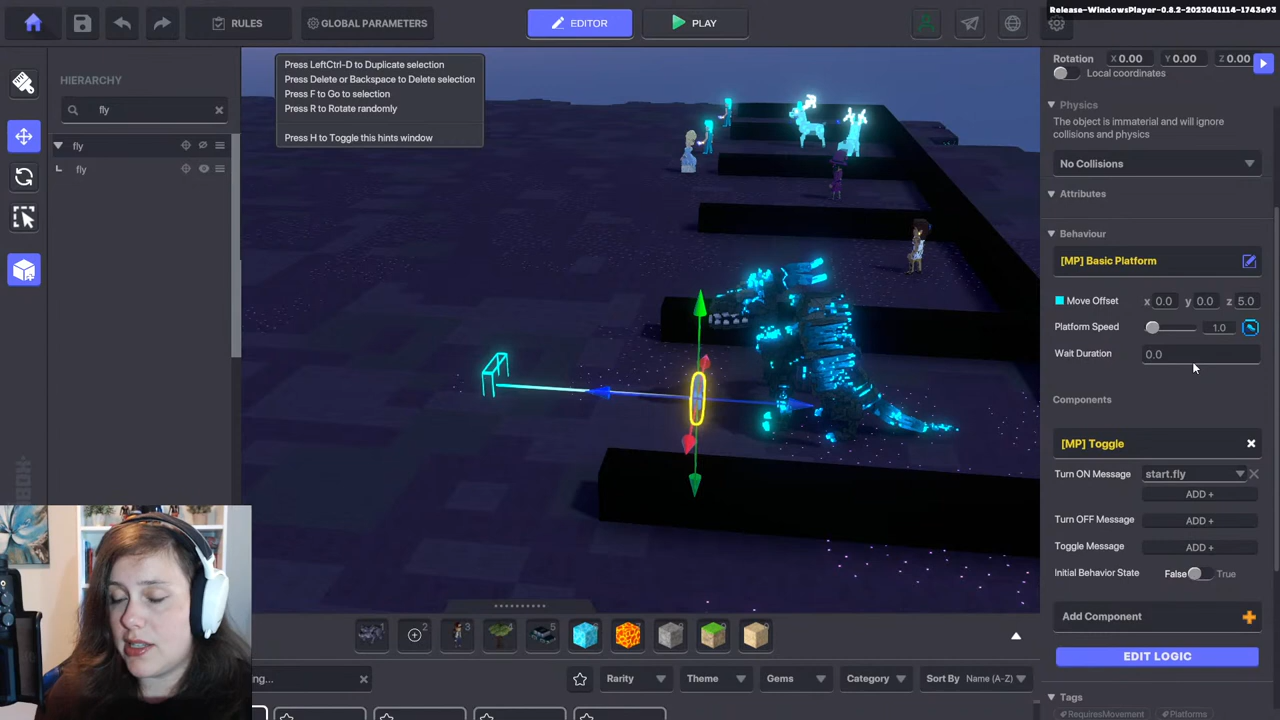 Release-WindowsPlayer-0.8.2-2023041114-1743e93
RULES
GLOBAL PARAMETERS
EDITOR
PLAY
HIERARCHY
fly
fly
fly
Press LeftCtrl-D to Duplicate selection
Press Delete or Backspace to Delete selection
Press F to Go to selection
Press R to Rotate randomly
Press H to Toggle this hints window
Rotation X 0.00 Y 0.00 Z 0.00
Local coordinates
Physics
The object is immaterial and will ignore
collisions and physics
No Collisions
Attributes
Behaviour
[MP] Basic Platform
Move Offset x 0.0 y 0.0 z 5.0
Platform Speed 1.0
Wait Duration 0.0
Components
[MP] Toggle
Turn ON Message start.fly
ADD +
Turn OFF Message ADD +
Toggle Message ADD +
Initial Behavior State False True
Add Component
EDIT LOGIC
Tags
RequiresMovement Platforms
ng...
Rarity
Theme
Gems
Category
Sort By Name (A-Z)